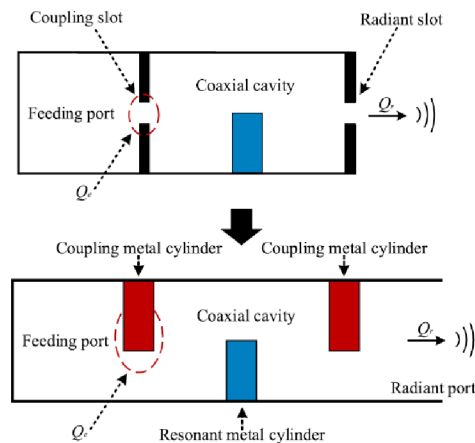 Coupling slot
Radiant slot
Coaxial cavity
Feeding port
Qr
Qe
Coupling metal cylinder
Coupling metal cylinder
Coaxial cavity
Feeding port
Qr
Radiant port
Qe
Resonant metal cylinder